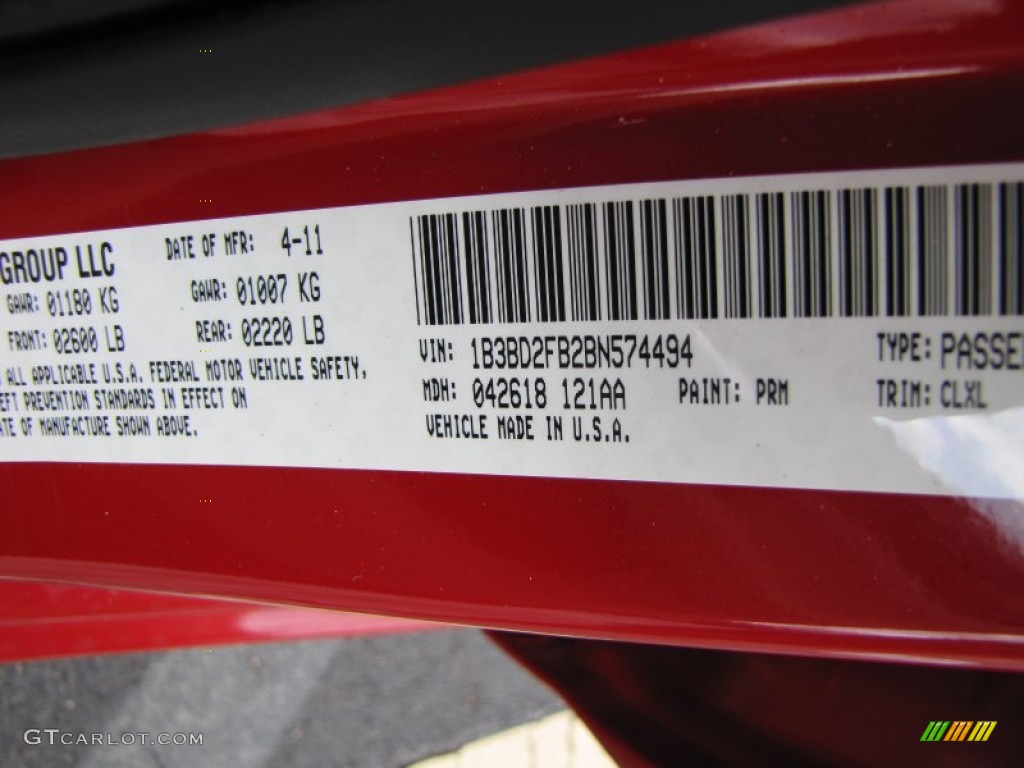 GROUP LLC DATE OF MFR: 4-11
GAWR: 01180 KG GAWR: 01007 KG
FRONT: 02600 LB REAR: 02220 LB
ALL APPLICABLE U.S.A. FEDERAL MOTOR VEHICLE SAFETY,
EFT PREVENTION STANDARDS IN EFFECT ON
ATE OF MANUFACTURE SHOWN ABOVE.
VIN: 1B3BD2FB2BN574494 TYPE: PASSE
MDH: 042618 121AA PAINT: PRM TRIM: CLXL
VEHICLE MADE IN U.S.A.
GTCARLOT.COM